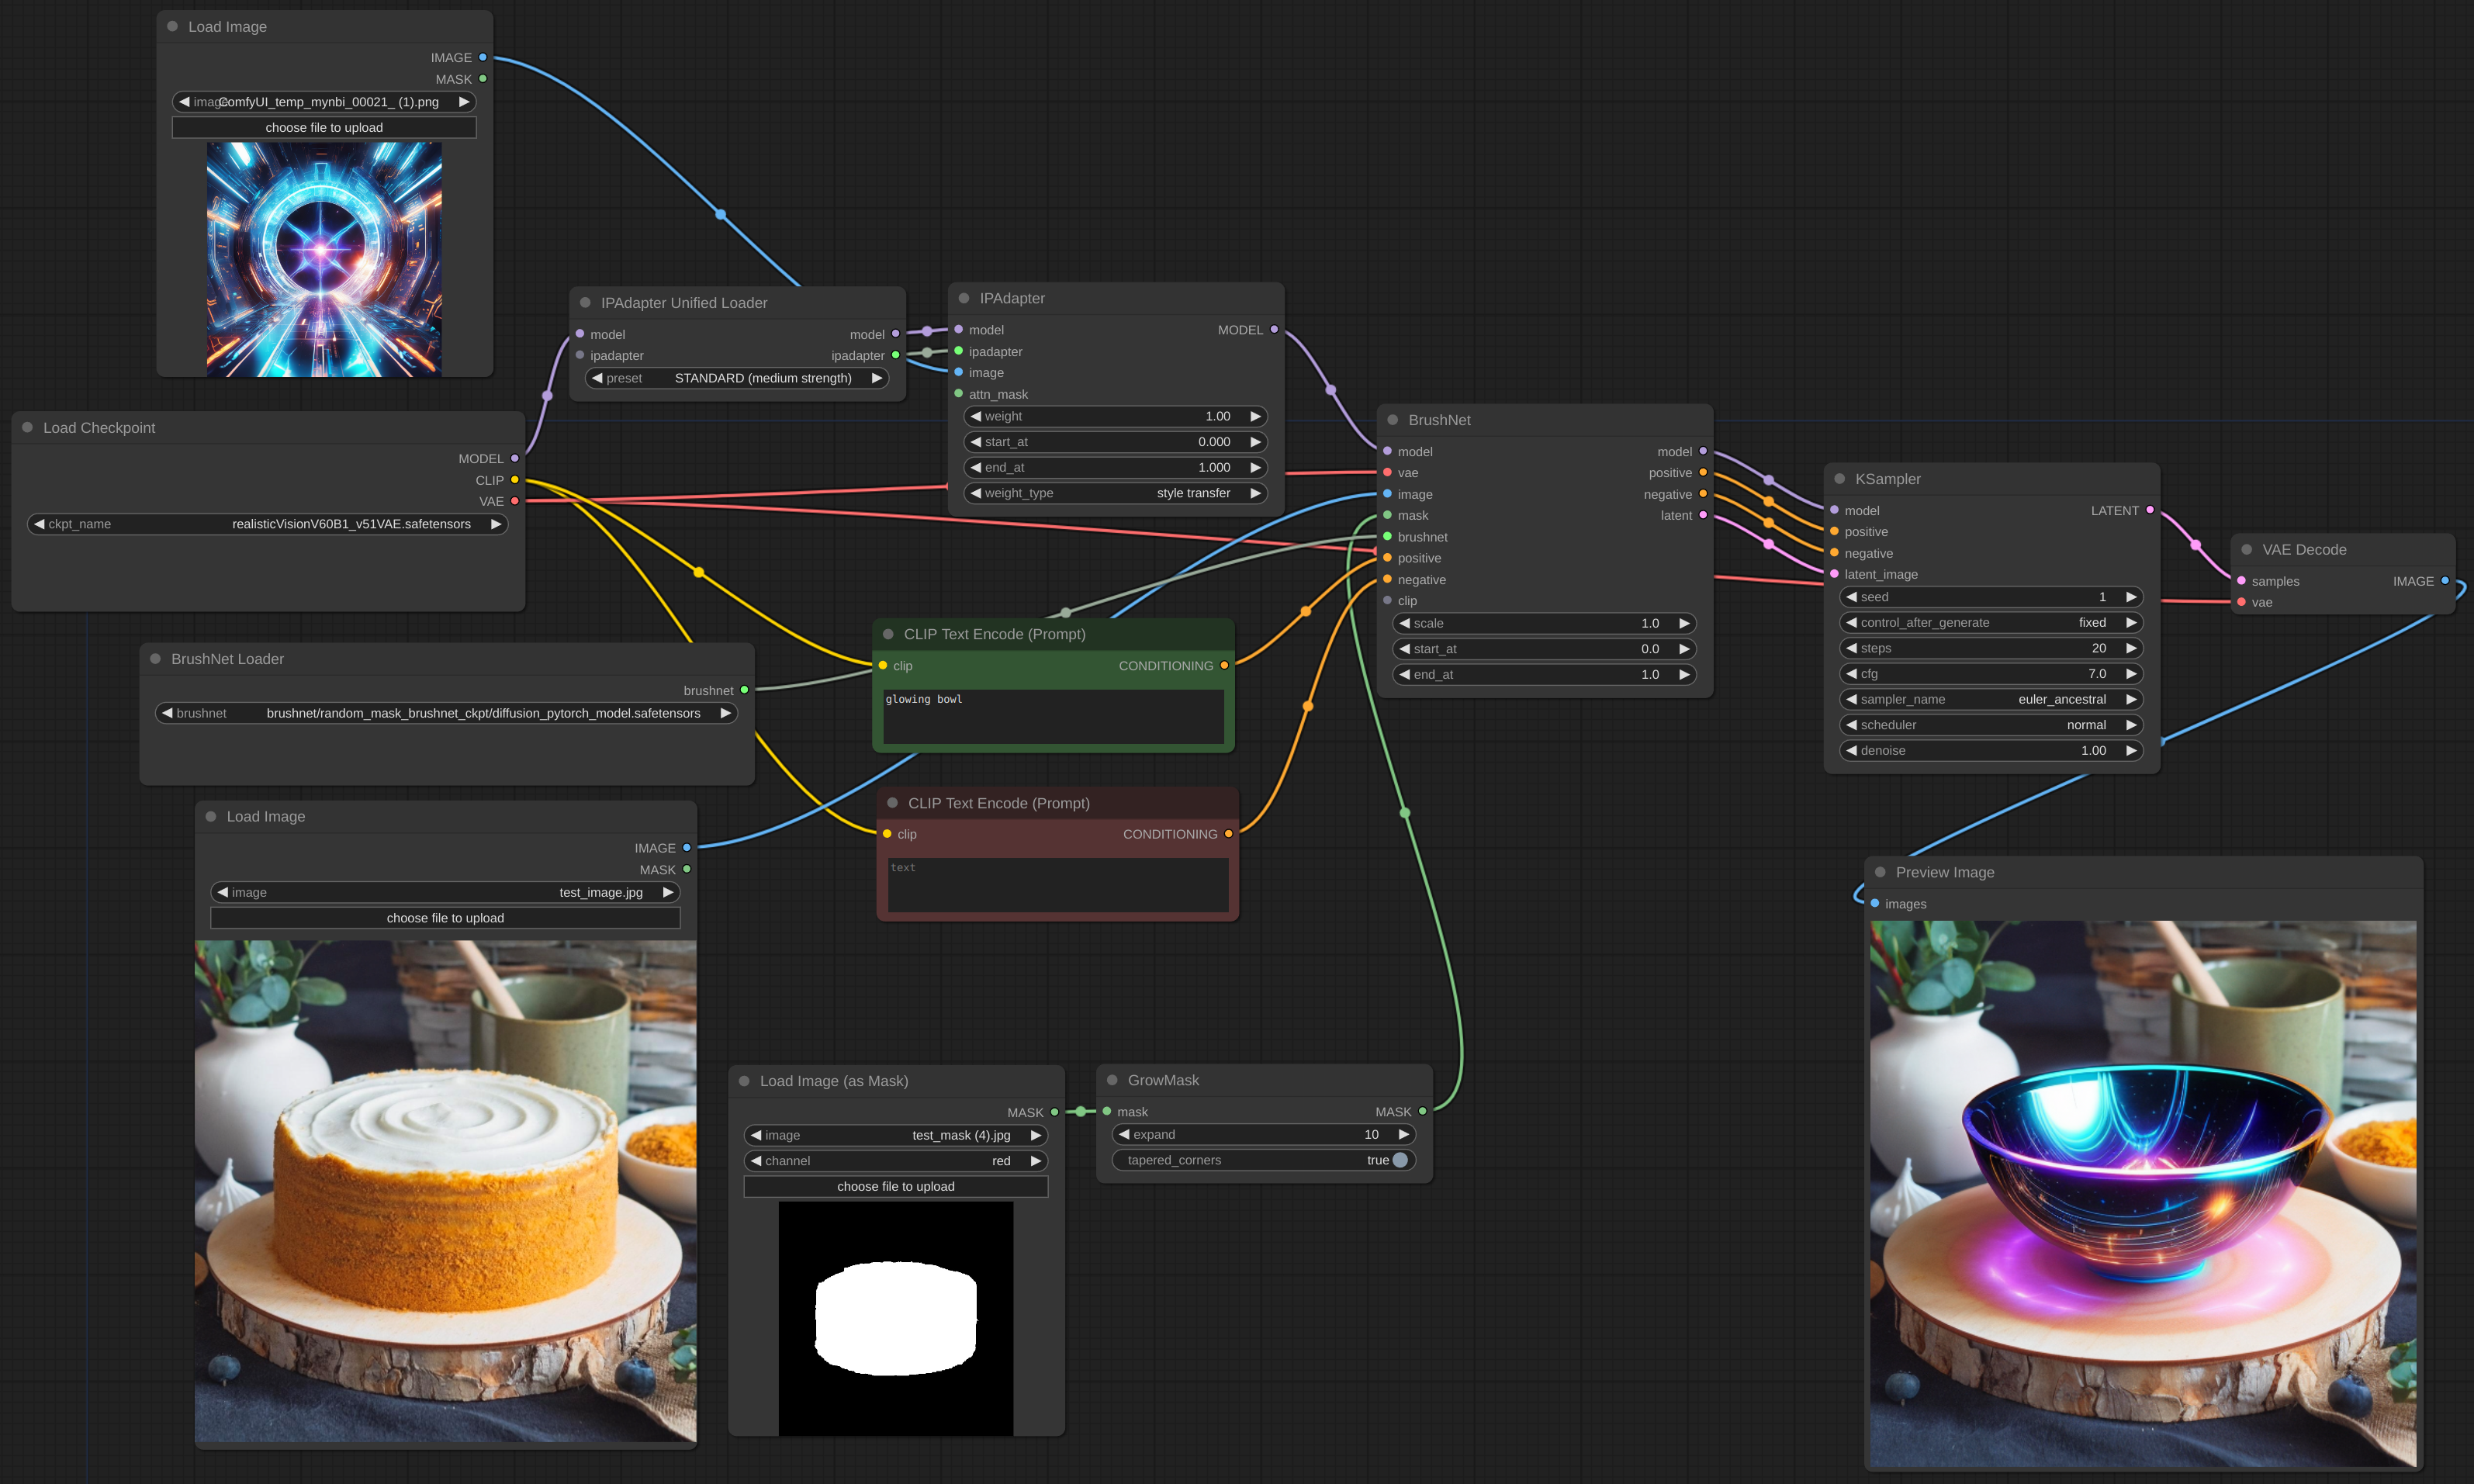 Load Image
IMAGE
MASK
image ComfyUI_temp_mynbi_00021_ (1).png
choose file to upload
Load Checkpoint
MODEL
CLIP
VAE
ckpt_name realisticVisionV60B1_v51VAE.safetensors
IPAdapter Unified Loader
model model
ipadapter ipadapter
preset STANDARD (medium strength)
IPAdapter
model MODEL
ipadapter
image
attn_mask
weight 1.00
start_at 0.000
end_at 1.000
weight_type style transfer
BrushNet Loader
brushnet
brushnet brushnet/random_mask_brushnet_ckpt/diffusion_pytorch_model.safetensors
CLIP Text Encode (Prompt)
clip CONDITIONING
glowing bowl
CLIP Text Encode (Prompt)
clip CONDITIONING
text
Load Image
IMAGE
MASK
image test_image.jpg
choose file to upload
Load Image (as Mask)
MASK
image test_mask (4).jpg
channel red
choose file to upload
GrowMask
mask MASK
expand 10
tapered_corners true
BrushNet
model model
vae positive
image negative
mask latent
brushnet
positive
negative
clip
scale 1.0
start_at 0.0
end_at 1.0
KSampler
model LATENT
positive
negative
latent_image
seed 1
control_after_generate fixed
steps 20
cfg 7.0
sampler_name euler_ancestral
scheduler normal
denoise 1.00
VAE Decode
samples IMAGE
vae
Preview Image
images